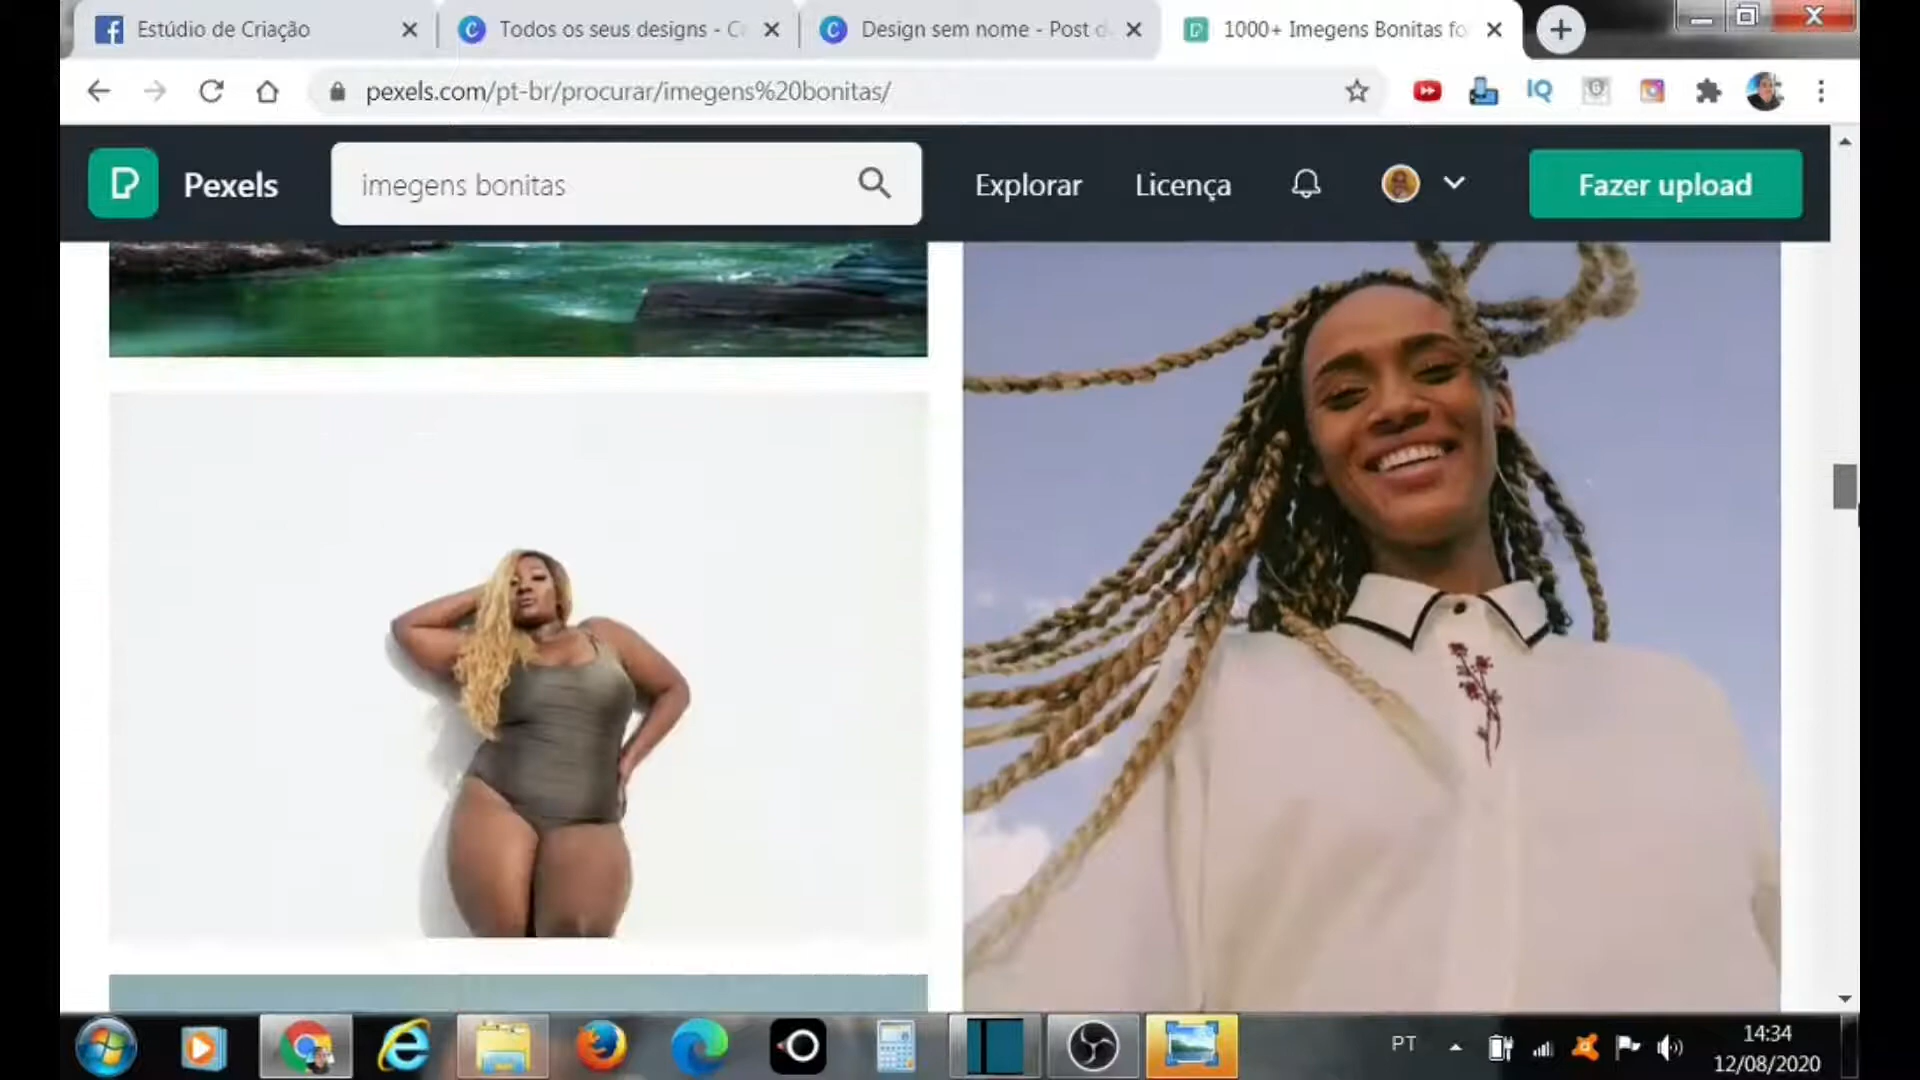 Estúdio de Criação
Todos os seus designs - C
Design sem nome - Post d
1000+ Imegens Bonitas fo
pexels.com/pt-br/procurar/imegens%20bonitas/
IQ
Pexels
imegens bonitas
Explorar
Licença
Fazer upload
PT
14:34
12/08/2020